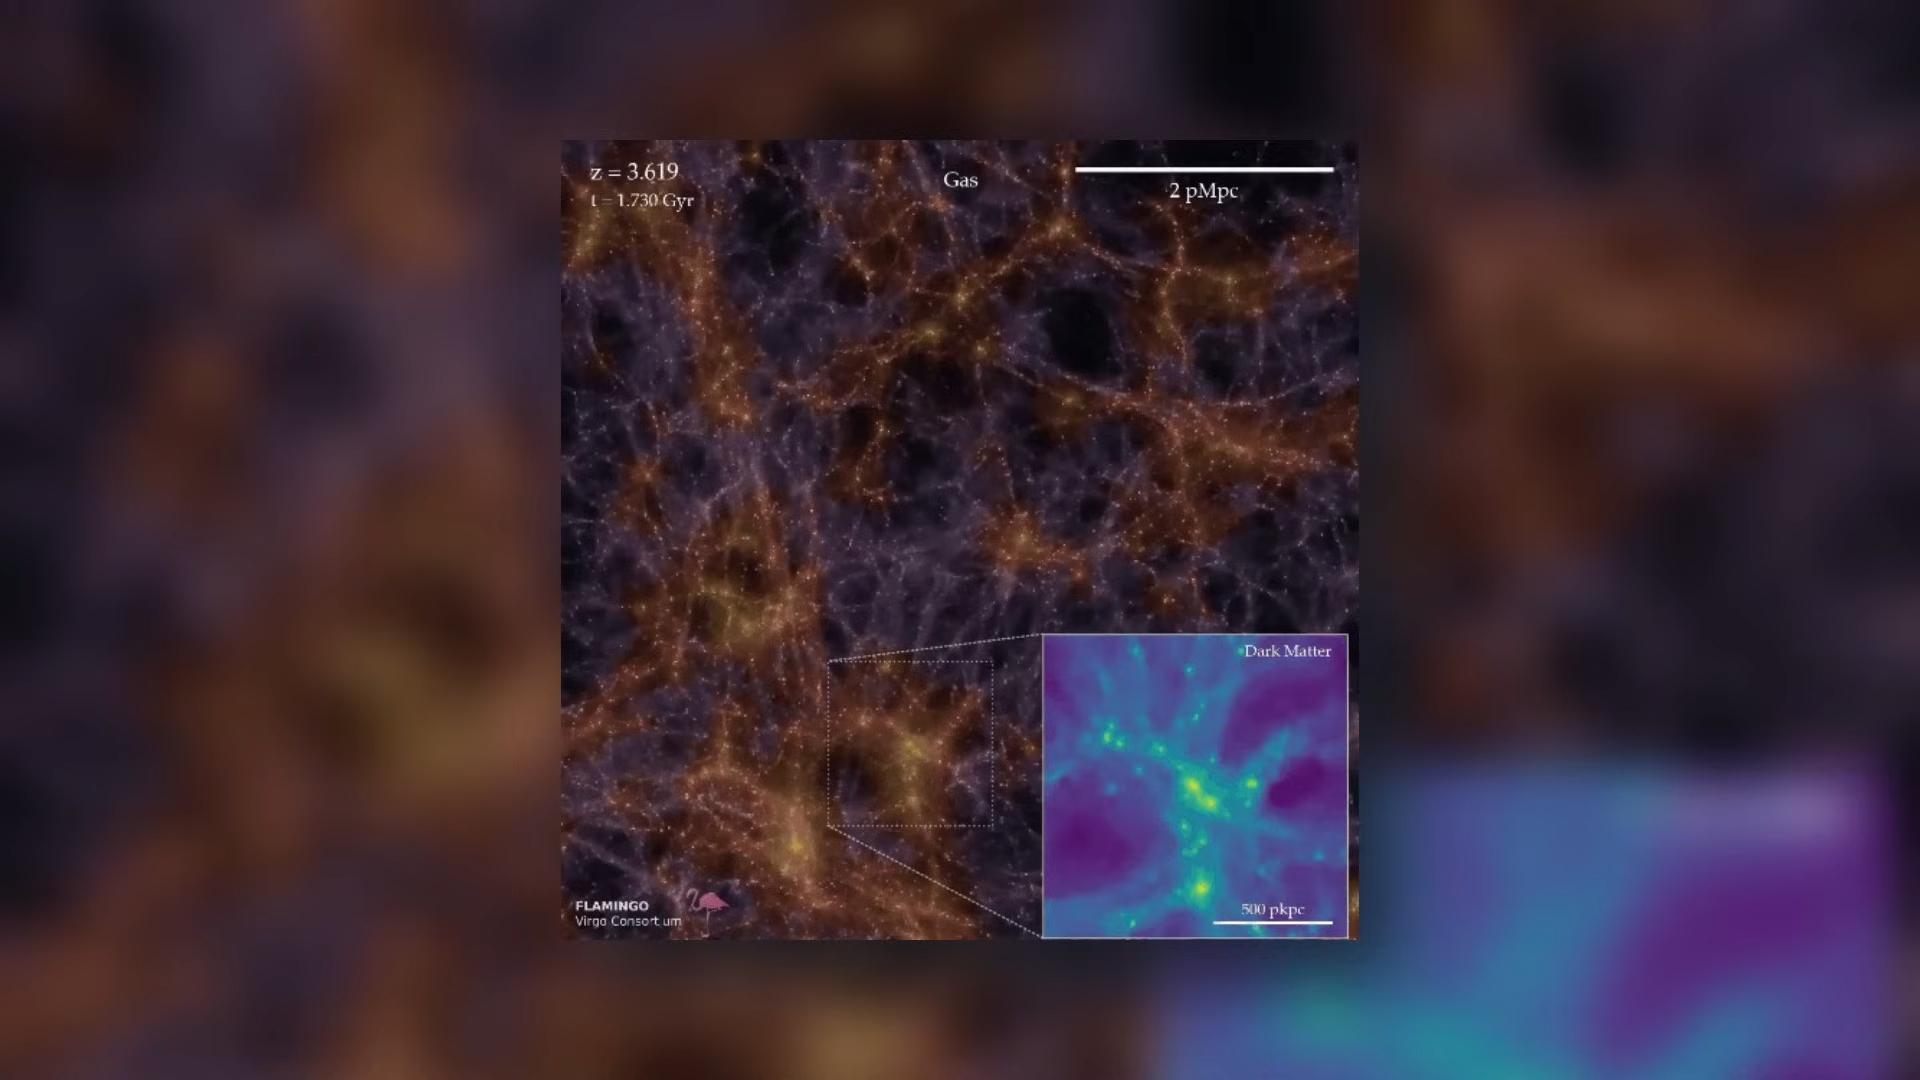 z = 3.619
t = 1.730 Gyr
Gas
2 pMpc
Dark Matter
500 pkpc
FLAMINGO
Virgo Consortium